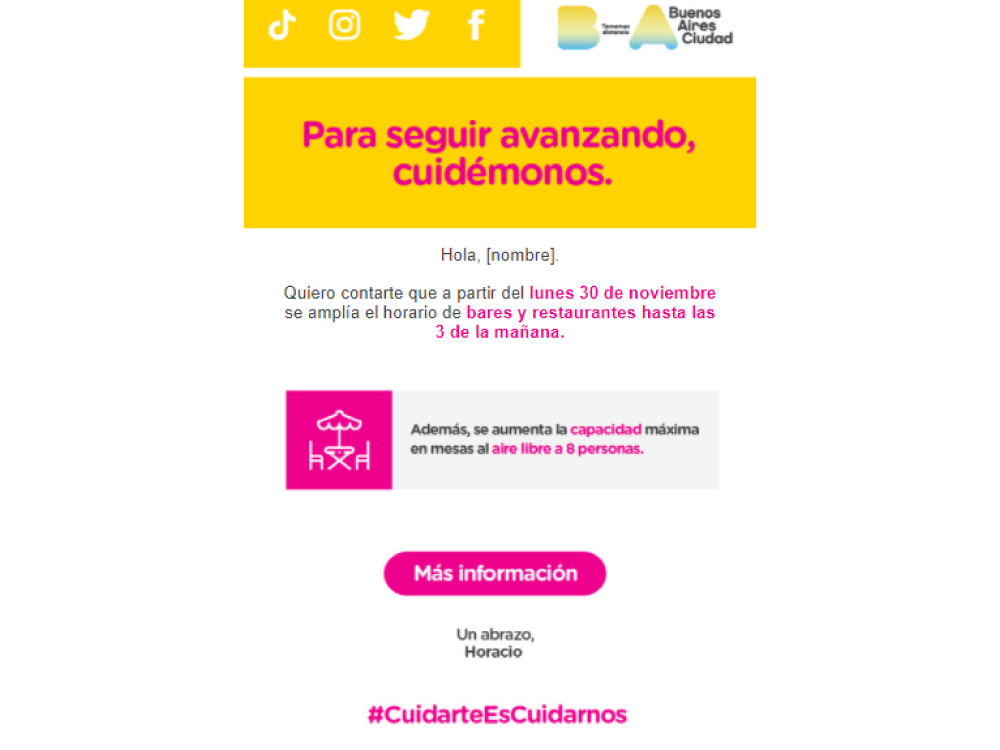 Tomemos
distancia
BA
Buenos
Aires
Ciudad
Para seguir avanzando,
cuidémonos.
Hola, [nombre].
Quiero contarte que a partir del lunes 30 de noviembre
se amplía el horario de bares y restaurantes hasta las
3 de la mañana.
Además, se aumenta la capacidad máxima
en mesas al aire libre a 8 personas.
Más información
Un abrazo,
Horacio
#CuidarteEsCuidarnos